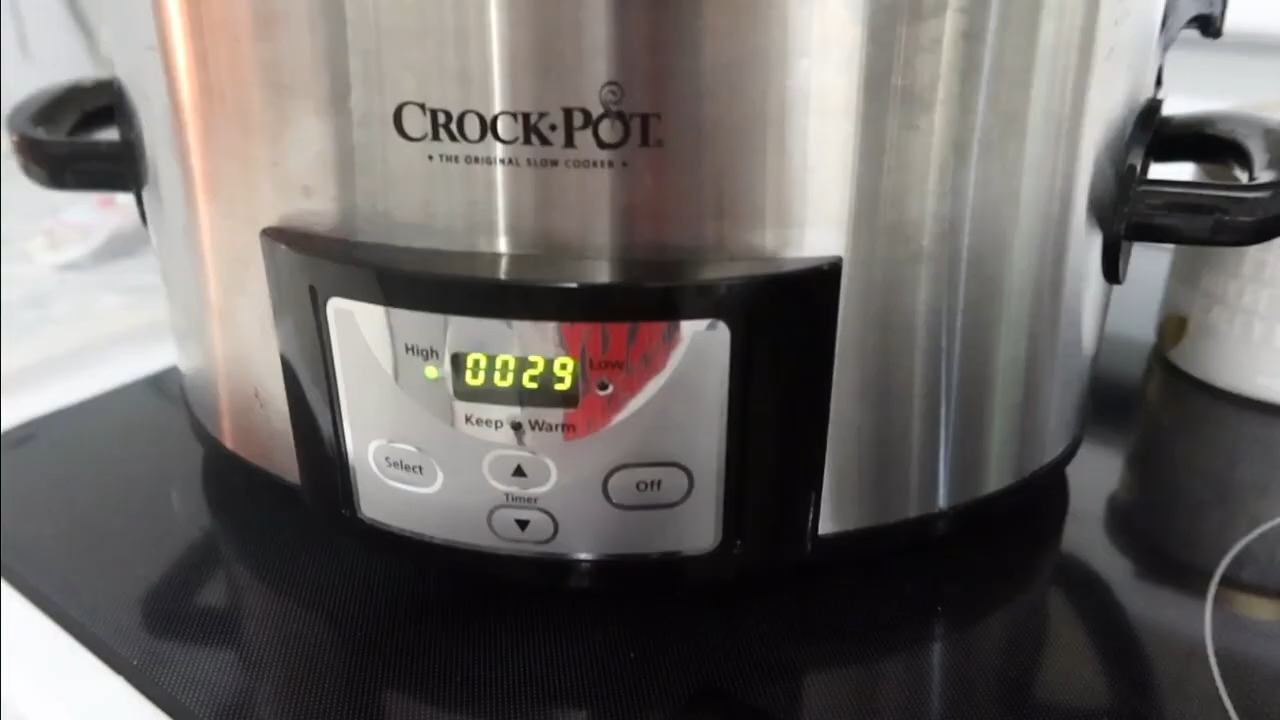 CROCK·POT
• THE ORIGINAL SLOW COOKER •
High
0029
Low
Keep Warm
Select
▲
Timer
▼
Off